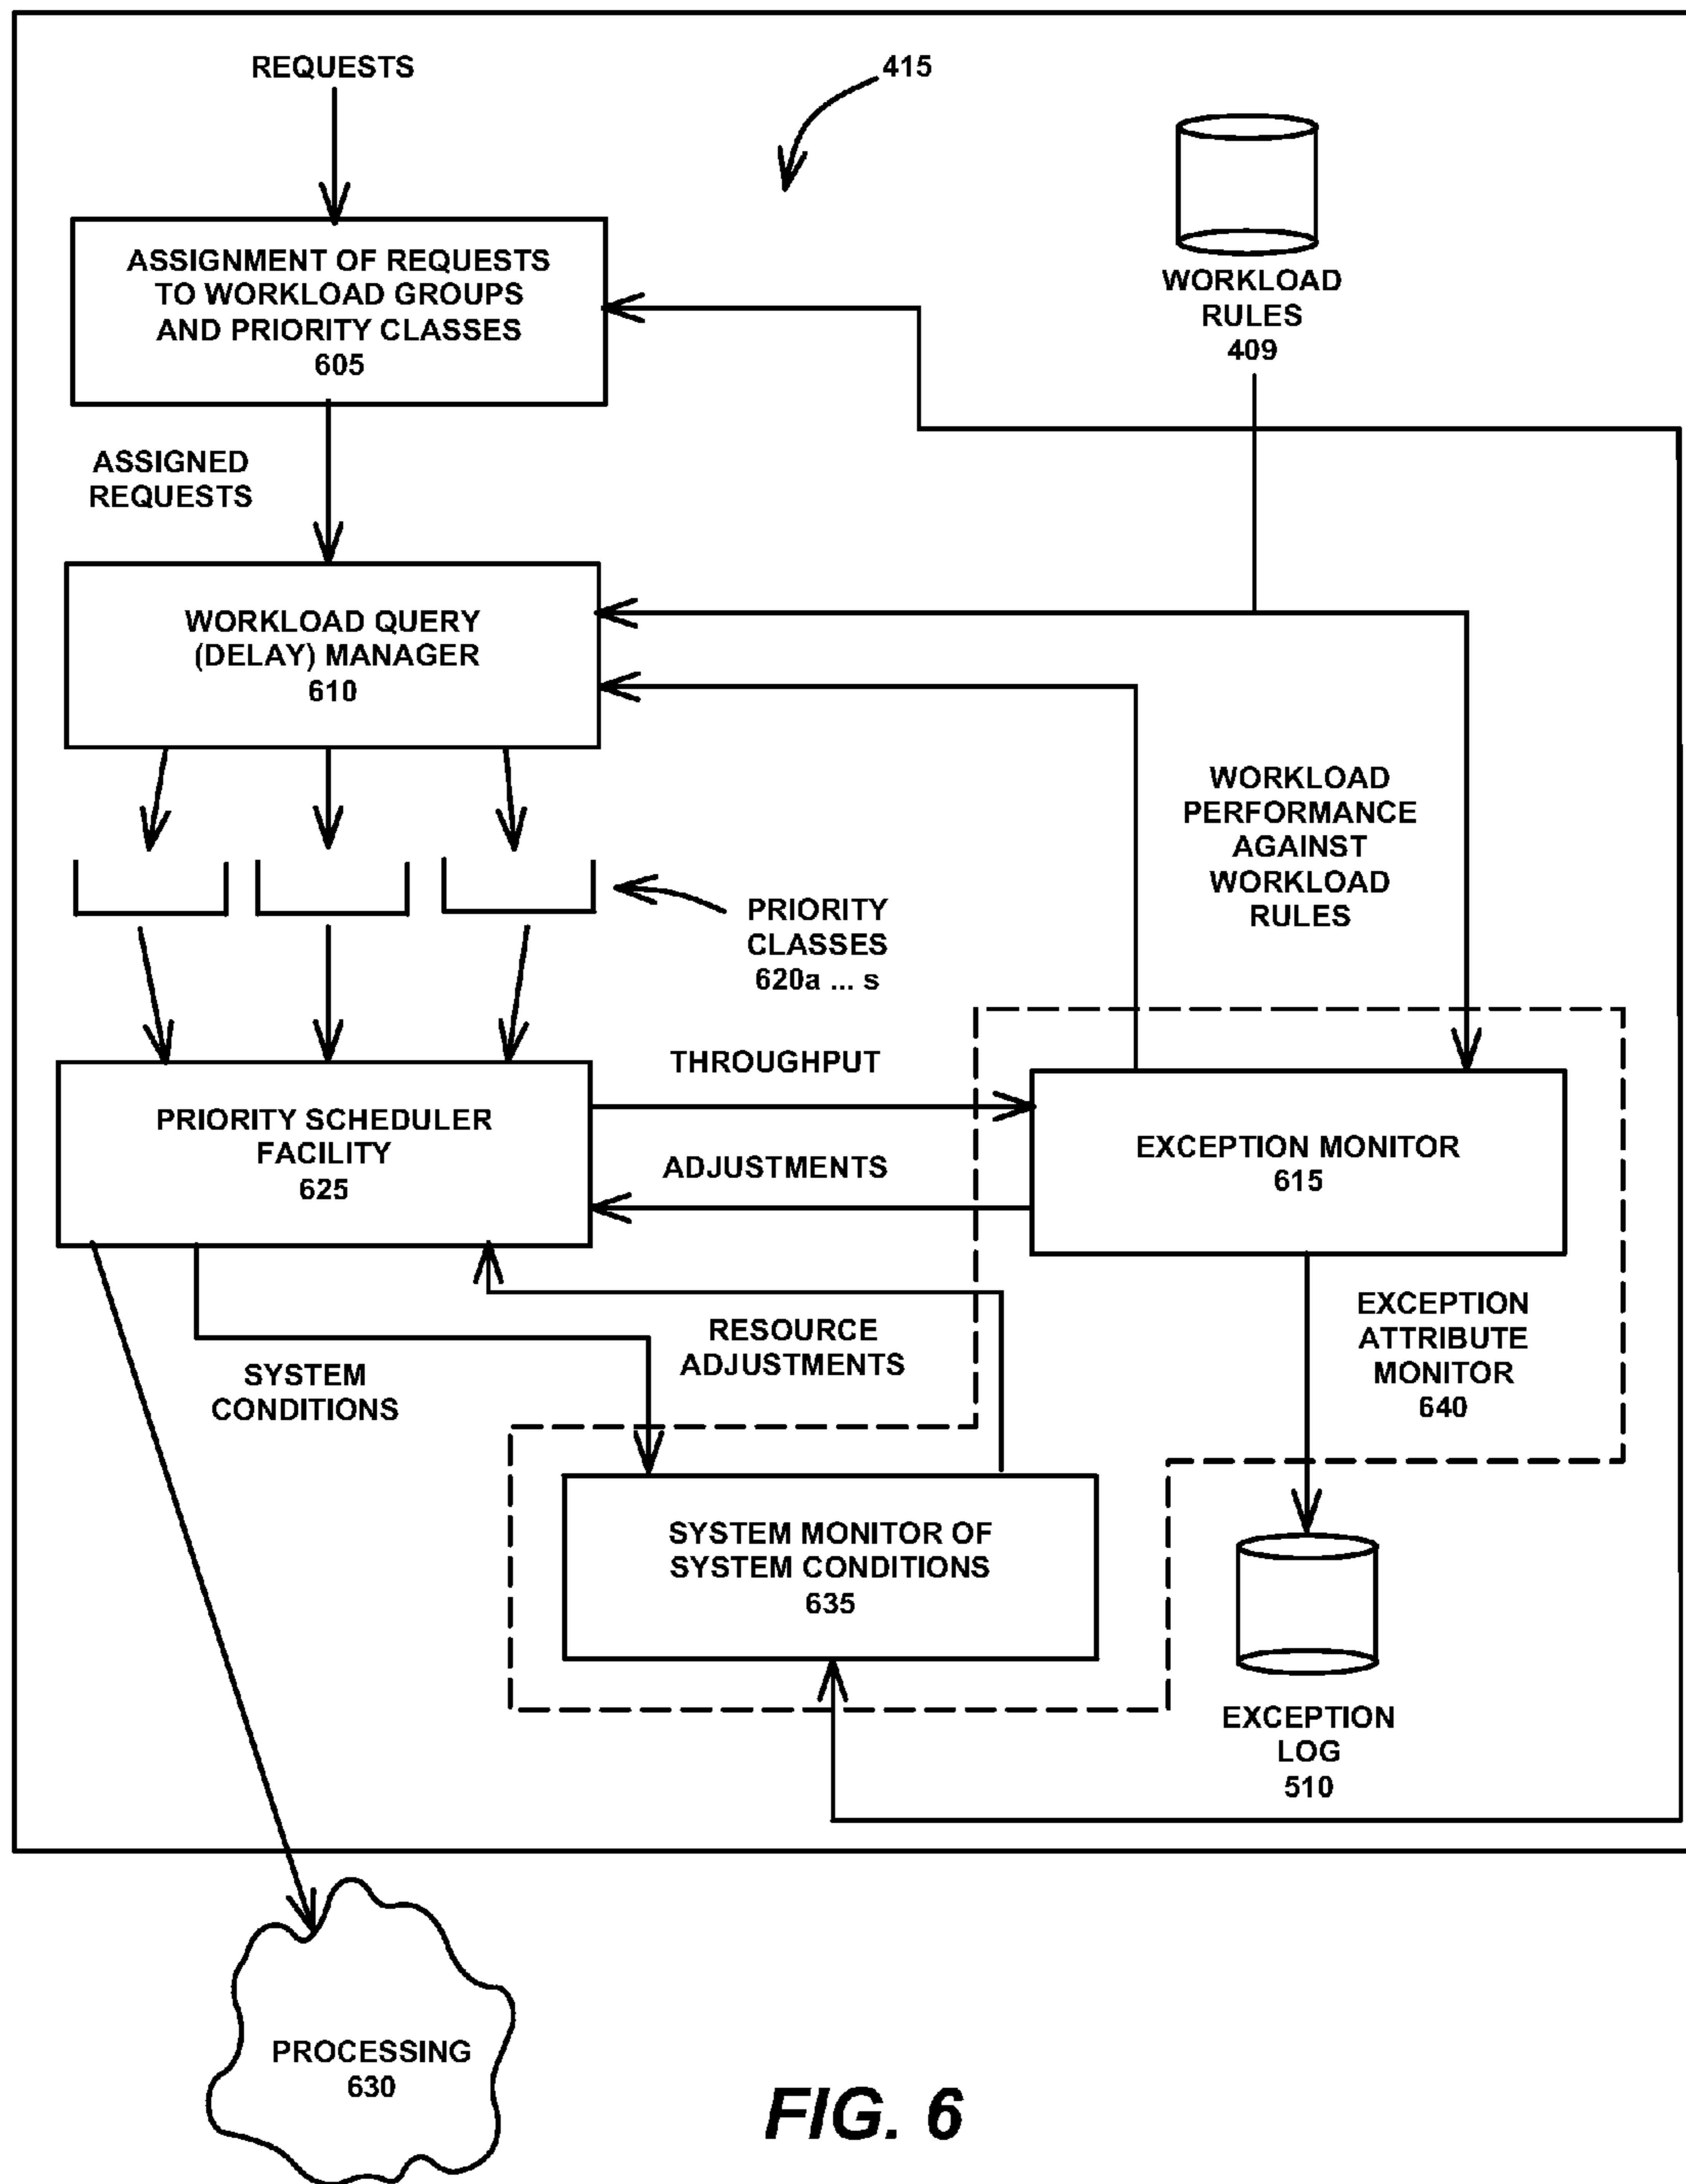 REQUESTS
415
ASSIGNMENT OF REQUESTS
TO WORKLOAD GROUPS
AND PRIORITY CLASSES
605
WORKLOAD
RULES
409
ASSIGNED
REQUESTS
WORKLOAD QUERY
(DELAY) MANAGER
610
WORKLOAD
PERFORMANCE
AGAINST
WORKLOAD
RULES
PRIORITY
CLASSES
620a ... s
THROUGHPUT
PRIORITY SCHEDULER
FACILITY
625
ADJUSTMENTS
EXCEPTION MONITOR
615
EXCEPTION
ATTRIBUTE
MONITOR
640
RESOURCE
ADJUSTMENTS
SYSTEM
CONDITIONS
SYSTEM MONITOR OF
SYSTEM CONDITIONS
635
EXCEPTION
LOG
510
PROCESSING
630
FIG. 6